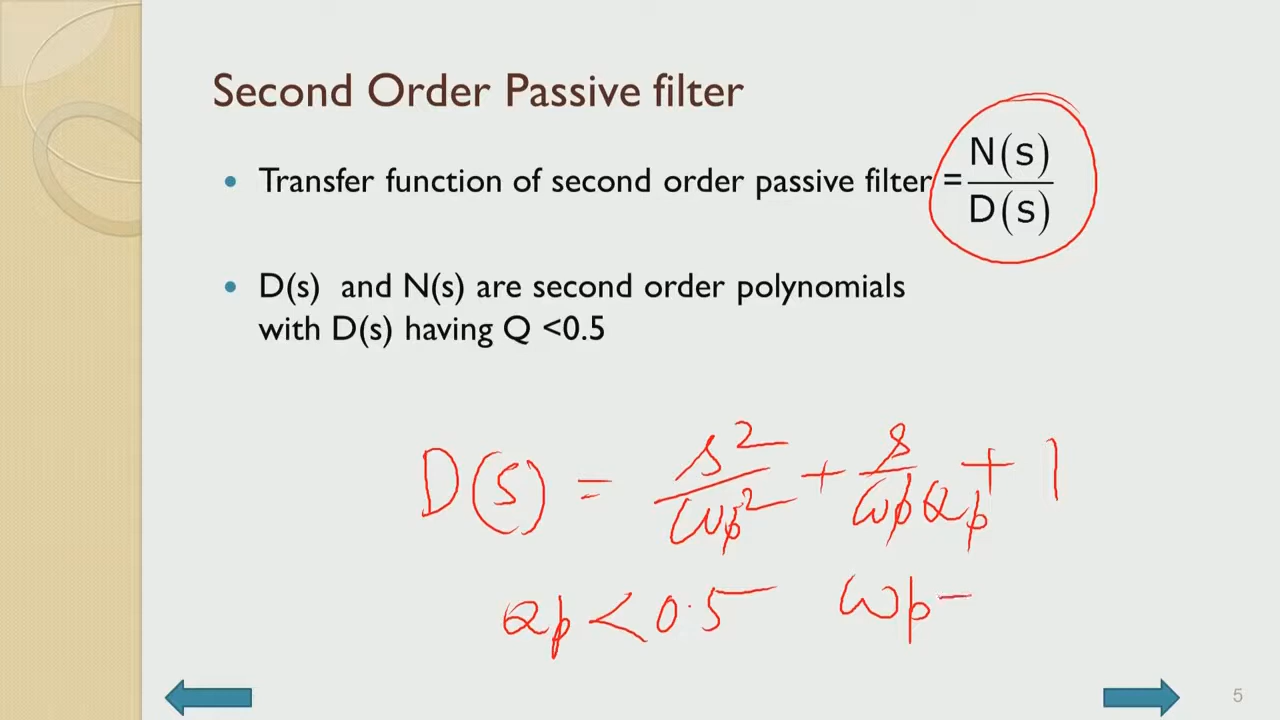 Second Order Passive filter
• Transfer function of second order passive filter = N(s)/D(s)
• D(s) and N(s) are second order polynomials
with D(s) having Q <0.5
D(s) = s²/ωp² + s/ωpQp + 1
Qp < 0.5 ωp -
5